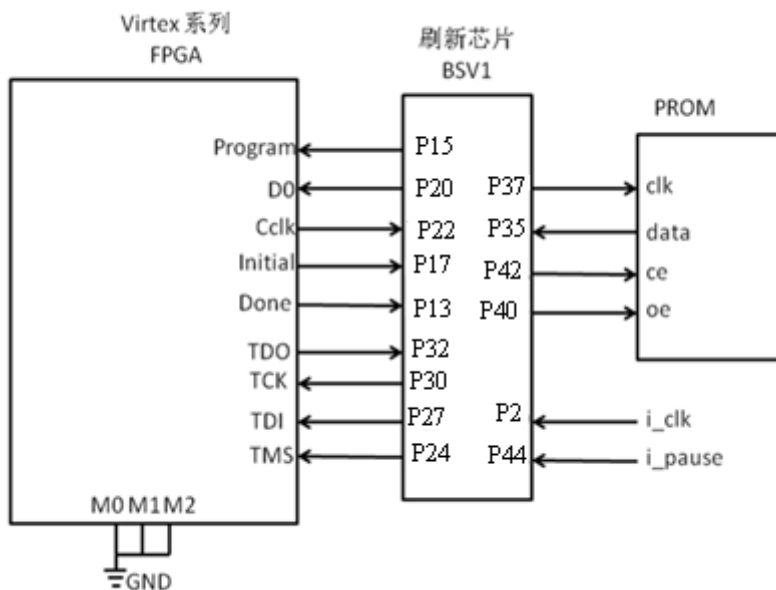 Virtex 系列
FPGA
刷新芯片
BSV1
PROM
Program
P15
D0
P20
P37
clk
Cclk
P22
P35
data
Initial
P17
P42
ce
Done
P13
P40
oe
TDO
P32
TCK
P30
TDI
P27
P2
i_clk
TMS
P24
P44
i_pause
M0 M1 M2
GND